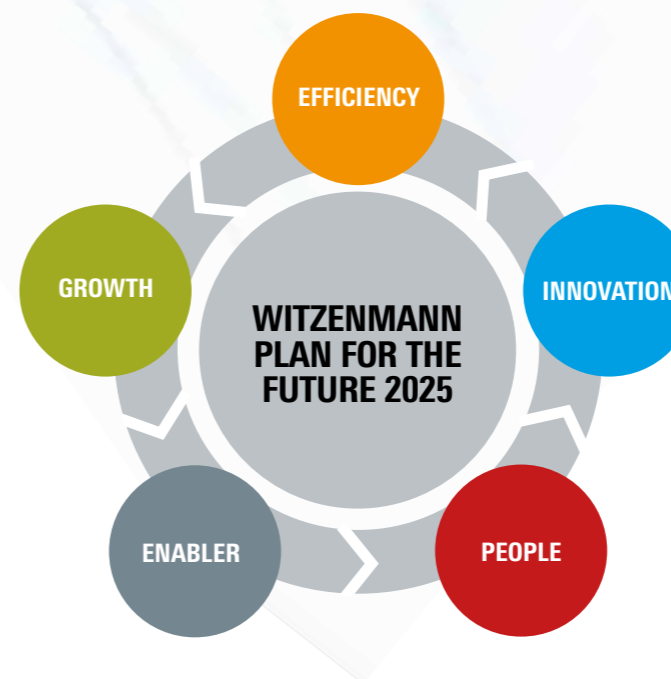 EFFICIENCY
GROWTH
INNOVATION
WITZENMANN
PLAN FOR THE
FUTURE 2025
ENABLER
PEOPLE